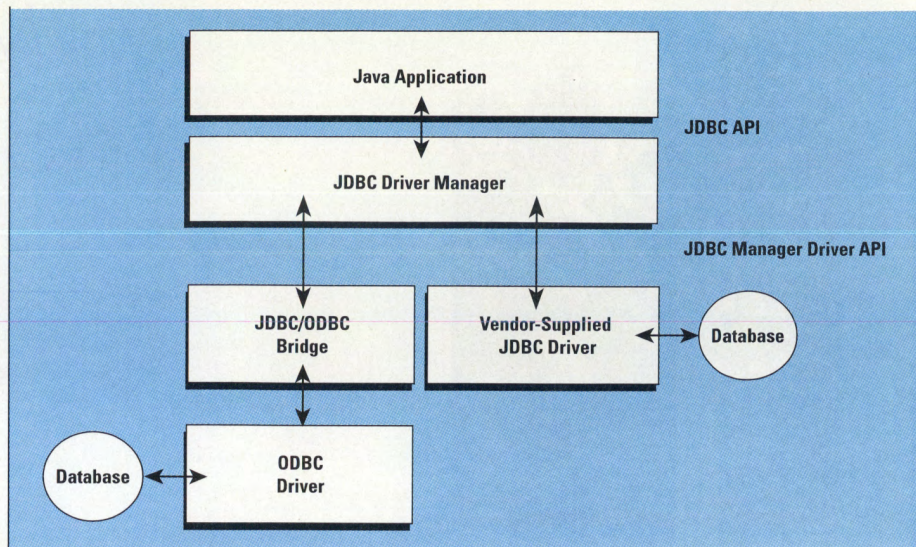 Java Application
JDBC API
JDBC Driver Manager
JDBC Manager Driver API
JDBC/ODBC
Bridge
Vendor-Supplied
JDBC Driver
Database
Database
ODBC
Driver